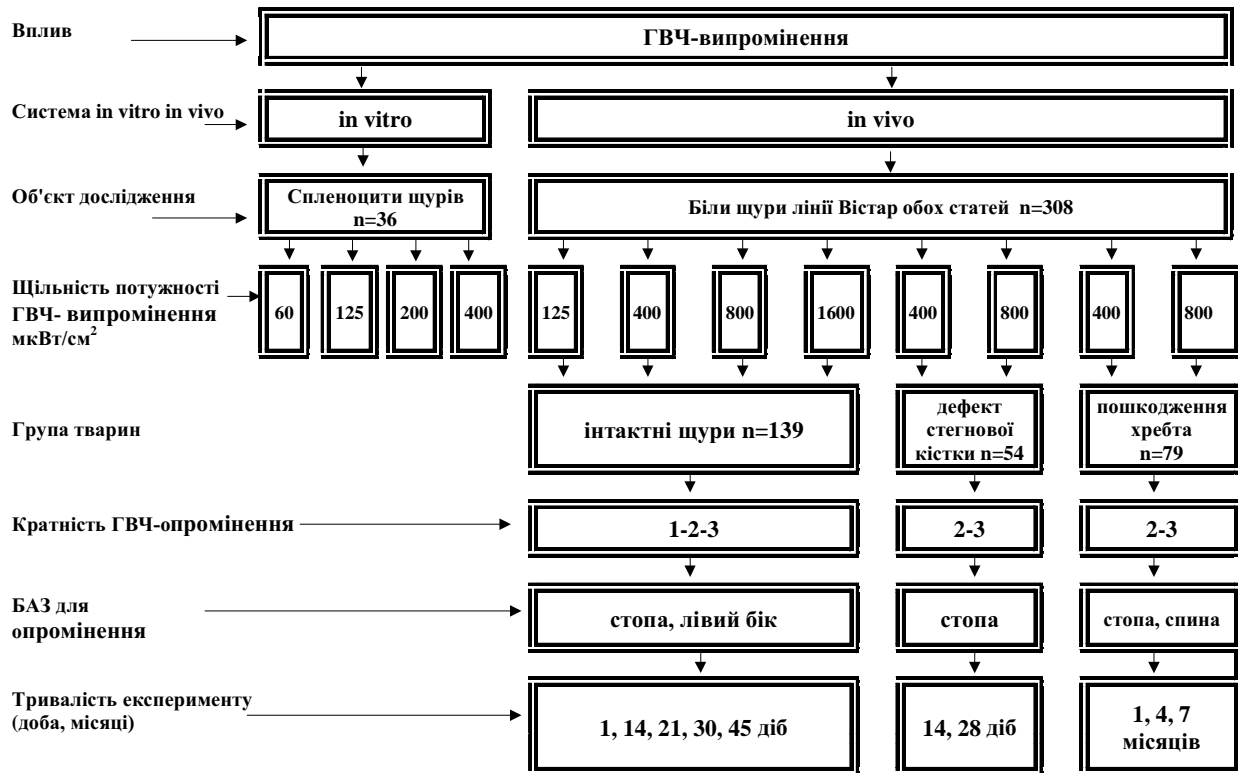 Вплив
ГВЧ-випромінення
Система in vitro in vivo
in vitro
in vivo
Об'єкт дослідження
Спленоцити щурів
n=36
Біли щури лінії Вістар обох статей n=308
Щільність потужності
ГВЧ- випромінення
мкВт/см²
60
125
200
400
125
400
800
1600
400
800
400
800
Група тварин
інтактні щури n=139
дефект
стегнової
кістки n=54
пошкодження
хребта
n=79
Кратність ГВЧ-опромінення
1-2-3
2-3
2-3
БАЗ для
опромінення
стопа, лівий бік
стопа
стопа, спина
Тривалість експерименту
(доба, місяці)
1, 14, 21, 30, 45 діб
14, 28 діб
1, 4, 7
місяців